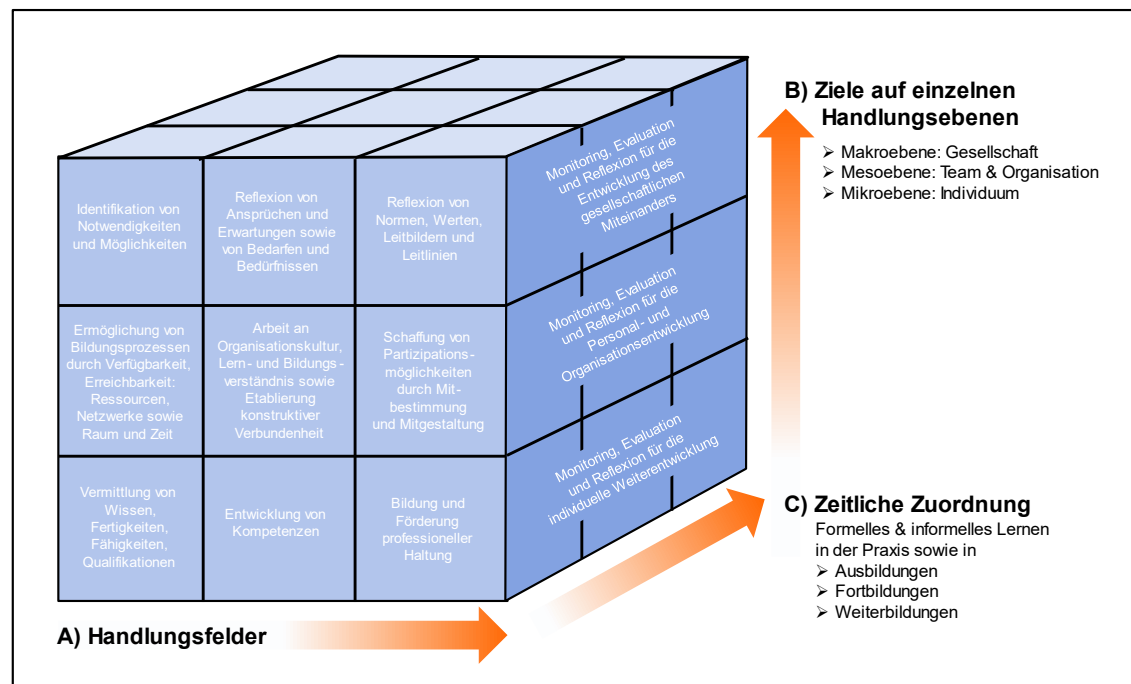 Identifikation von
Notwendigkeiten
und Möglichkeiten
Reflexion von
Ansprüchen und
Erwartungen sowie
von Bedarfen und
Bedürfnissen
Reflexion von
Normen, Werten,
Leitbildern und
Leitlinien
Monitoring, Evaluation
und Reflexion für die
Entwicklung des
gesellschaftlichen
Miteinanders
Ermöglichung von
Bildungsprozessen
durch Verfügbarkeit,
Erreichbarkeit:
Ressourcen,
Netzwerke sowie
Raum und Zeit
Arbeit an
Organisationskultur,
Lern- und Bildungs-
verständnis sowie
Etablierung
konstruktiver
Verbundenheit
Schaffung von
Partizipations-
möglichkeiten
durch Mit-
bestimmung
und Mitgestaltung
Monitoring, Evaluation
und Reflexion für die
Personal- und
Organisationsentwicklung
Vermittlung von
Wissen,
Fertigkeiten,
Fähigkeiten,
Qualifikationen
Entwicklung von
Kompetenzen
Bildung und
Förderung
professioneller
Haltung
Monitoring, Evaluation
und Reflexion für die
individuelle Weiterentwicklung
A) Handlungsfelder
B) Ziele auf einzelnen
Handlungsebenen
➢ Makroebene: Gesellschaft
➢ Mesoebene: Team & Organisation
➢ Mikroebene: Individuum
C) Zeitliche Zuordnung
Formelles & informelles Lernen
in der Praxis sowie in
➢ Ausbildungen
➢ Fortbildungen
➢ Weiterbildungen